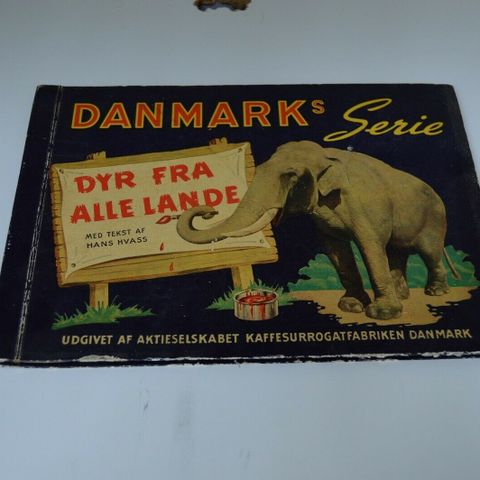 DANMARKs Serie
DYR FRA
ALLE LANDE
MED TEKST AF
HANS HVASS
UDGIVET AF AKTIESELSKABET KAFFESURROGATFABRIKEN DANMARK